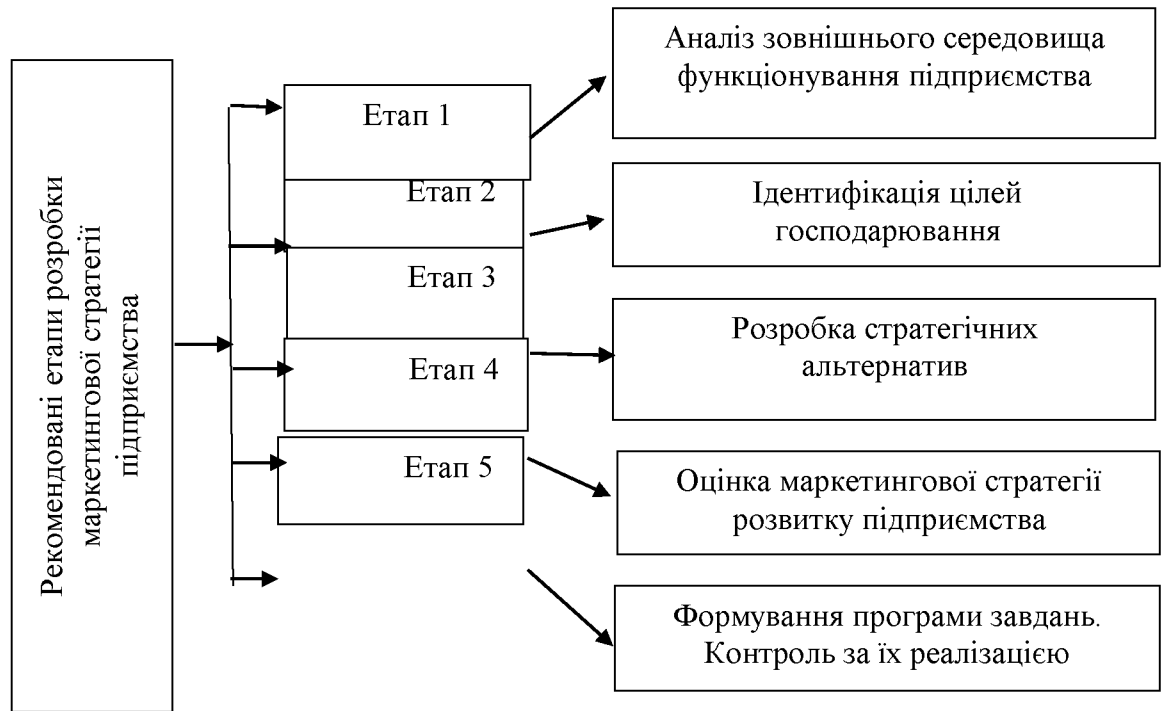 Рекомендовані етапи розробки
маркетингової стратегії
підприємства
Етап 1
Етап 2
Етап 3
Етап 4
Етап 5
Аналіз зовнішнього середовища
функціонування підприємства
Ідентифікація цілей
господарювання
Розробка стратегічних
альтернатив
Оцінка маркетингової стратегії
розвитку підприємства
Формування програми завдань.
Контроль за їх реалізацією